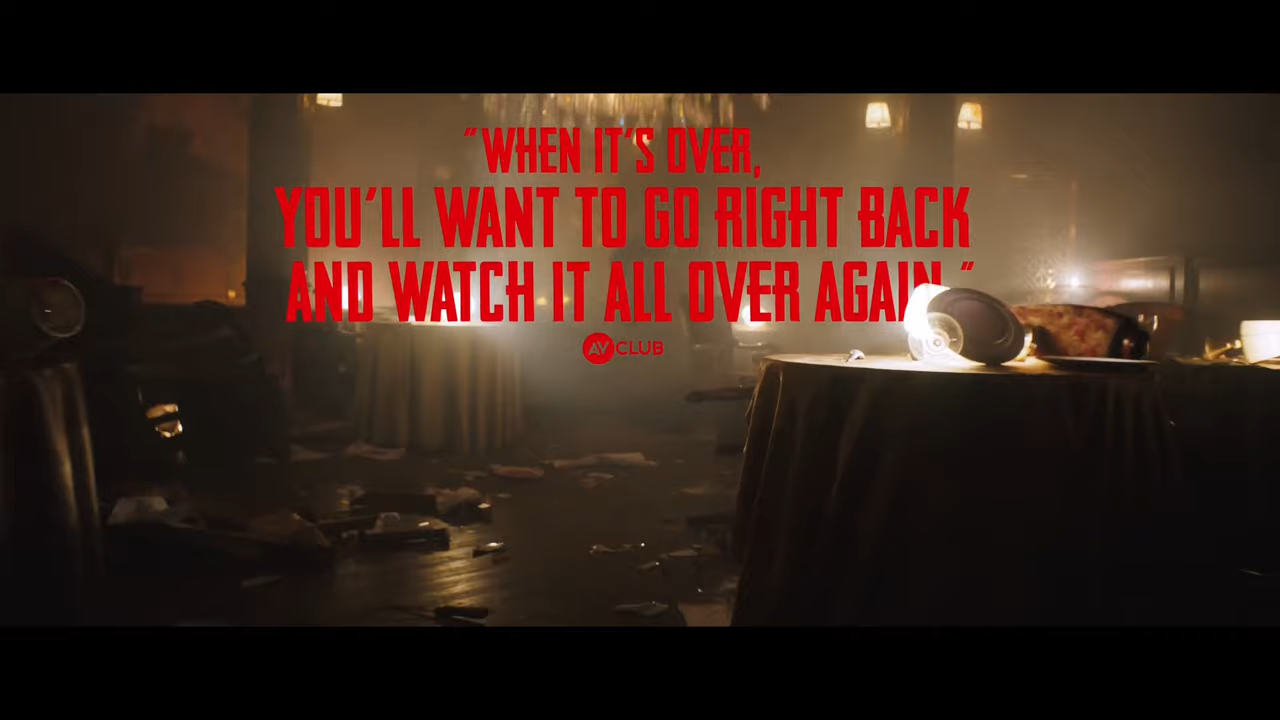 "WHEN IT'S OVER,
YOU'LL WANT TO GO RIGHT BACK
AND WATCH IT ALL OVER AGAIN."
AV CLUB